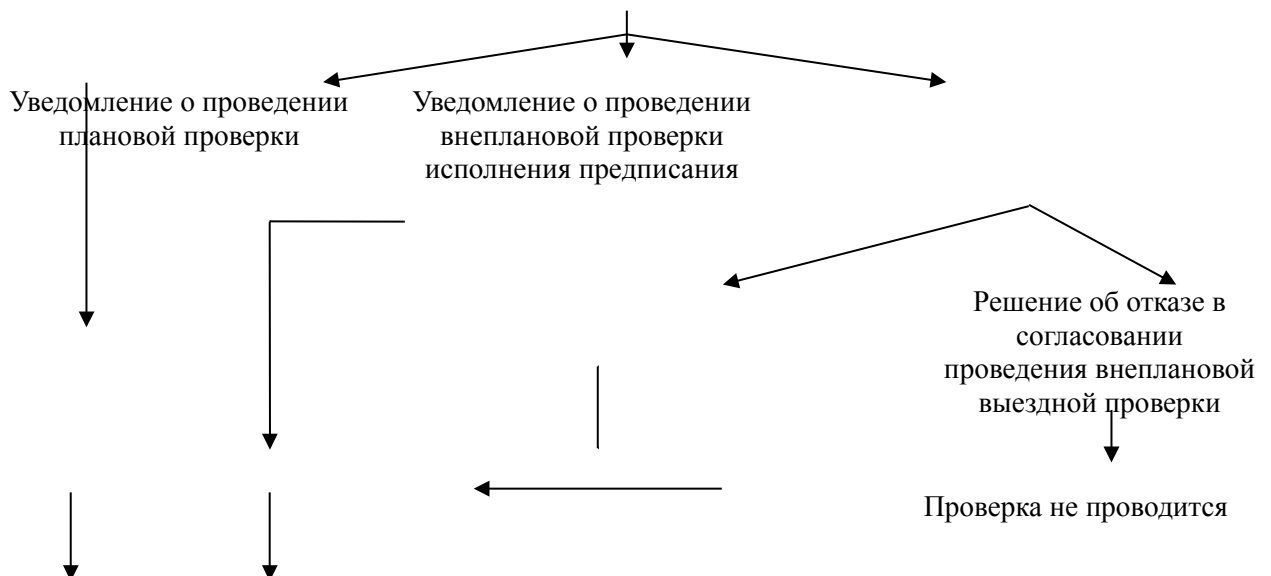 Уведомление о проведении
плановой проверки
Уведомление о проведении
внеплановой проверки
исполнения предписания
Решение об отказе в
согласовании
проведения внеплановой
выездной проверки
Проверка не проводится